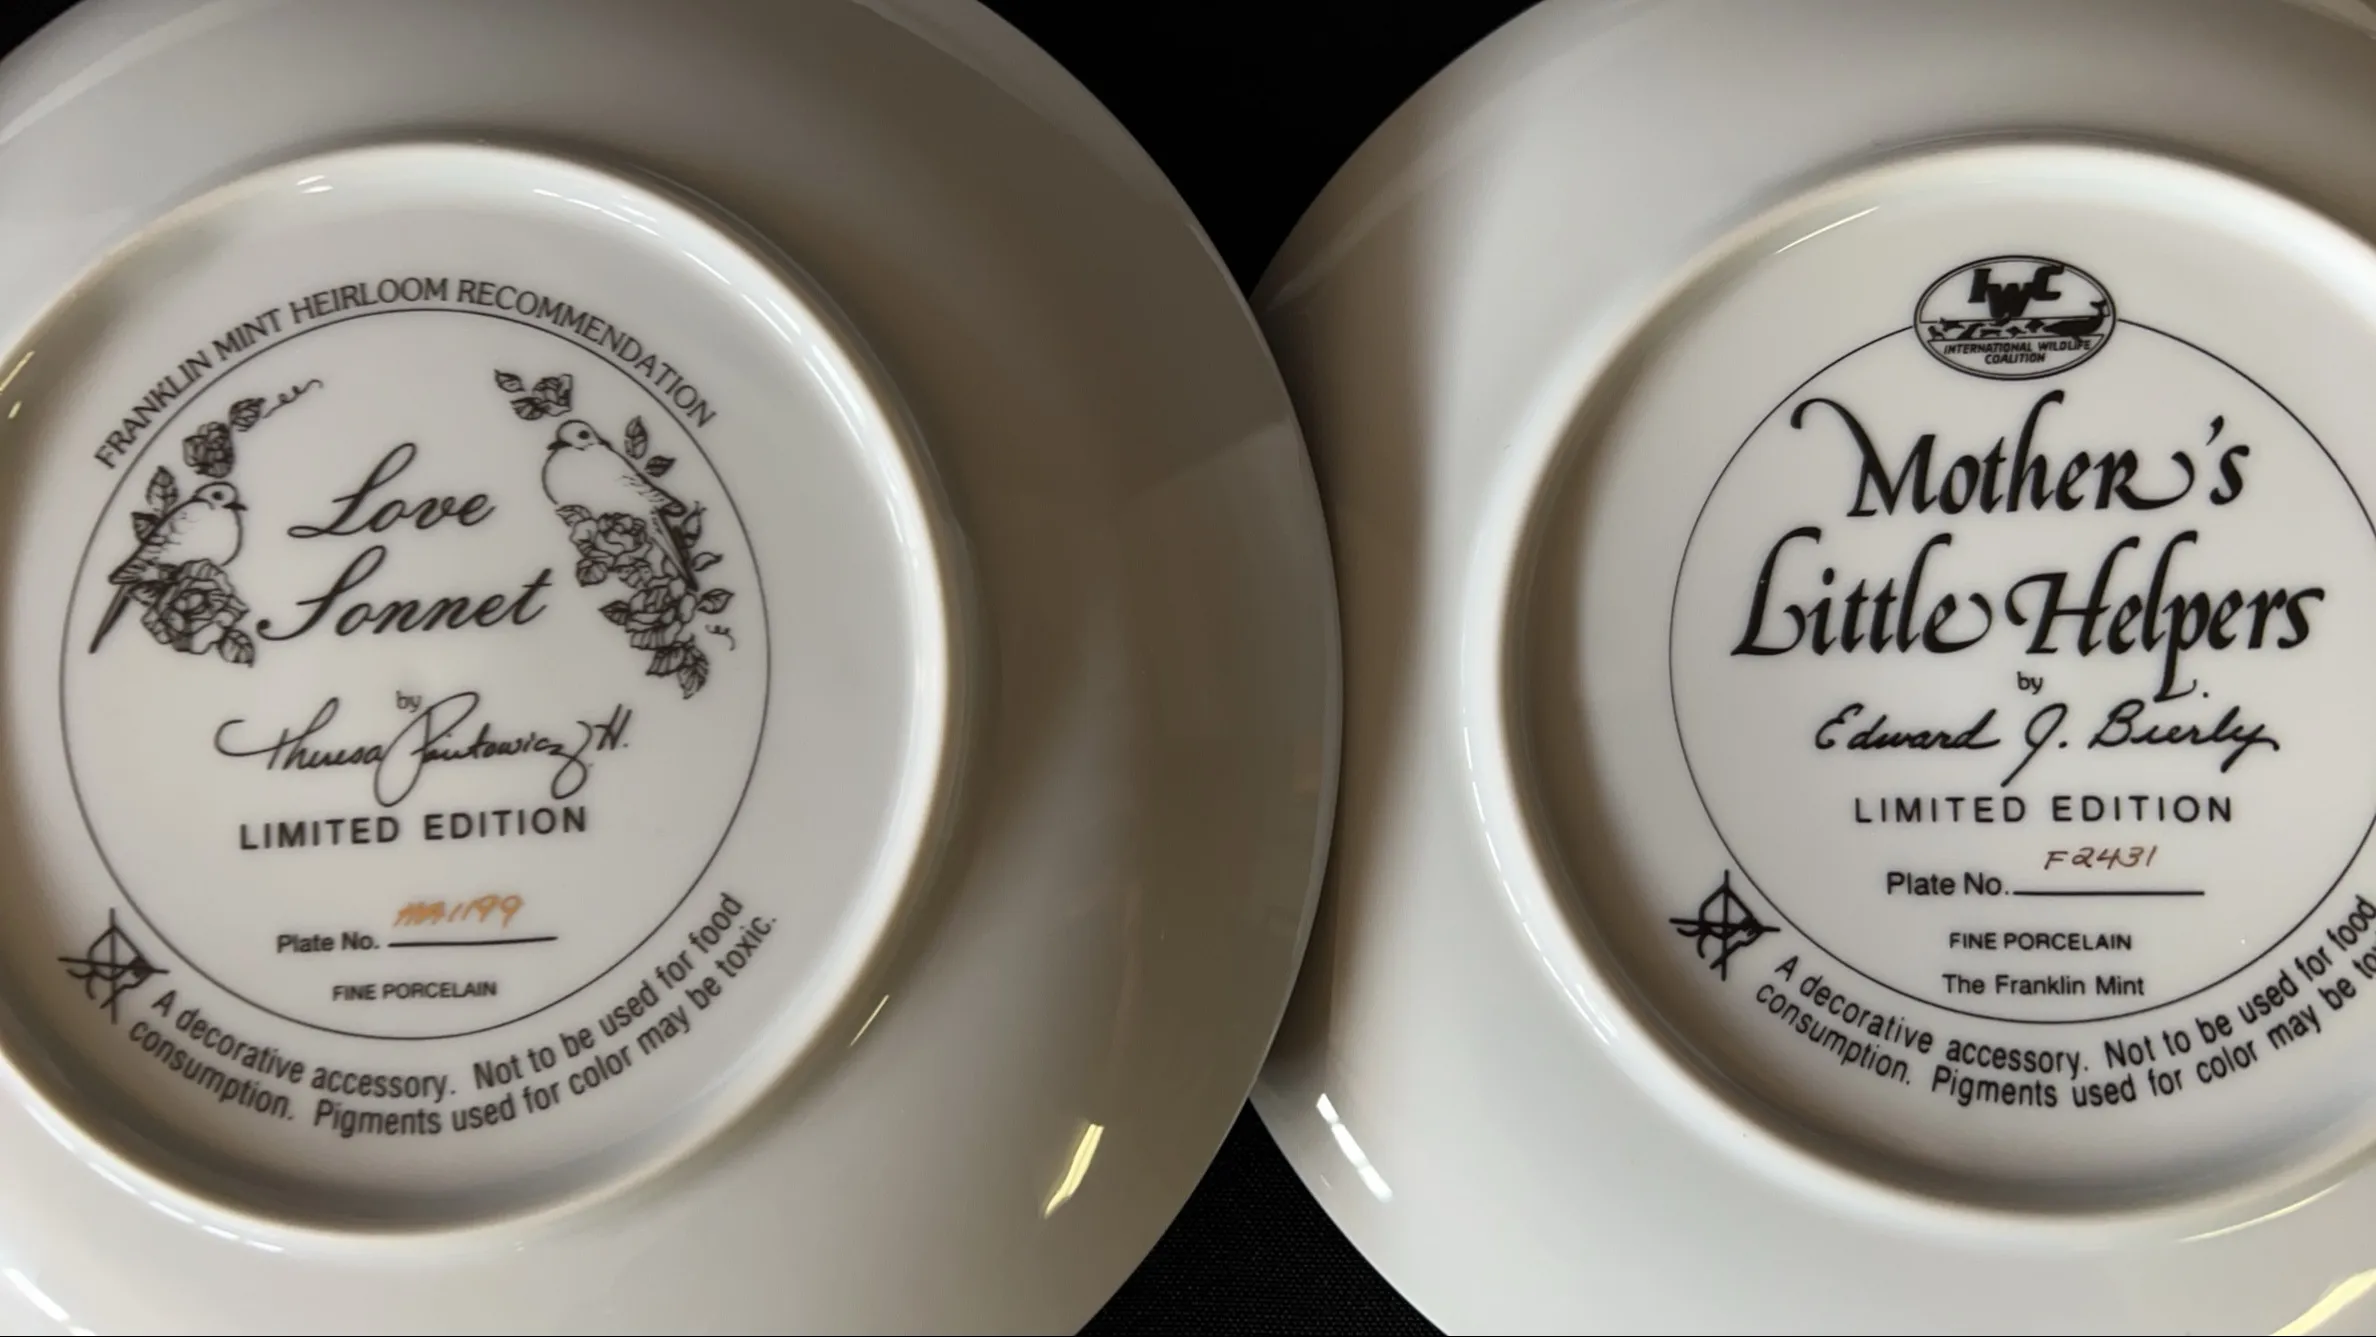 FRANKLIN MINT HEIRLOOM RECOMMENDATION
Love
Sonnet
by
Theresa H.
LIMITED EDITION
Plate No.
FINE PORCELAIN
A decorative accessory. Not to be used for food
consumption. Pigments used for color may be toxic.
IWC
INTERNATIONAL WILDLIFE
COALITION
Mother's
Little Helpers
by
Edward J. Bierly
LIMITED EDITION
F2431
Plate No.
FINE PORCELAIN
The Franklin Mint
A decorative accessory. Not to be used for food
consumption. Pigments used for color may be